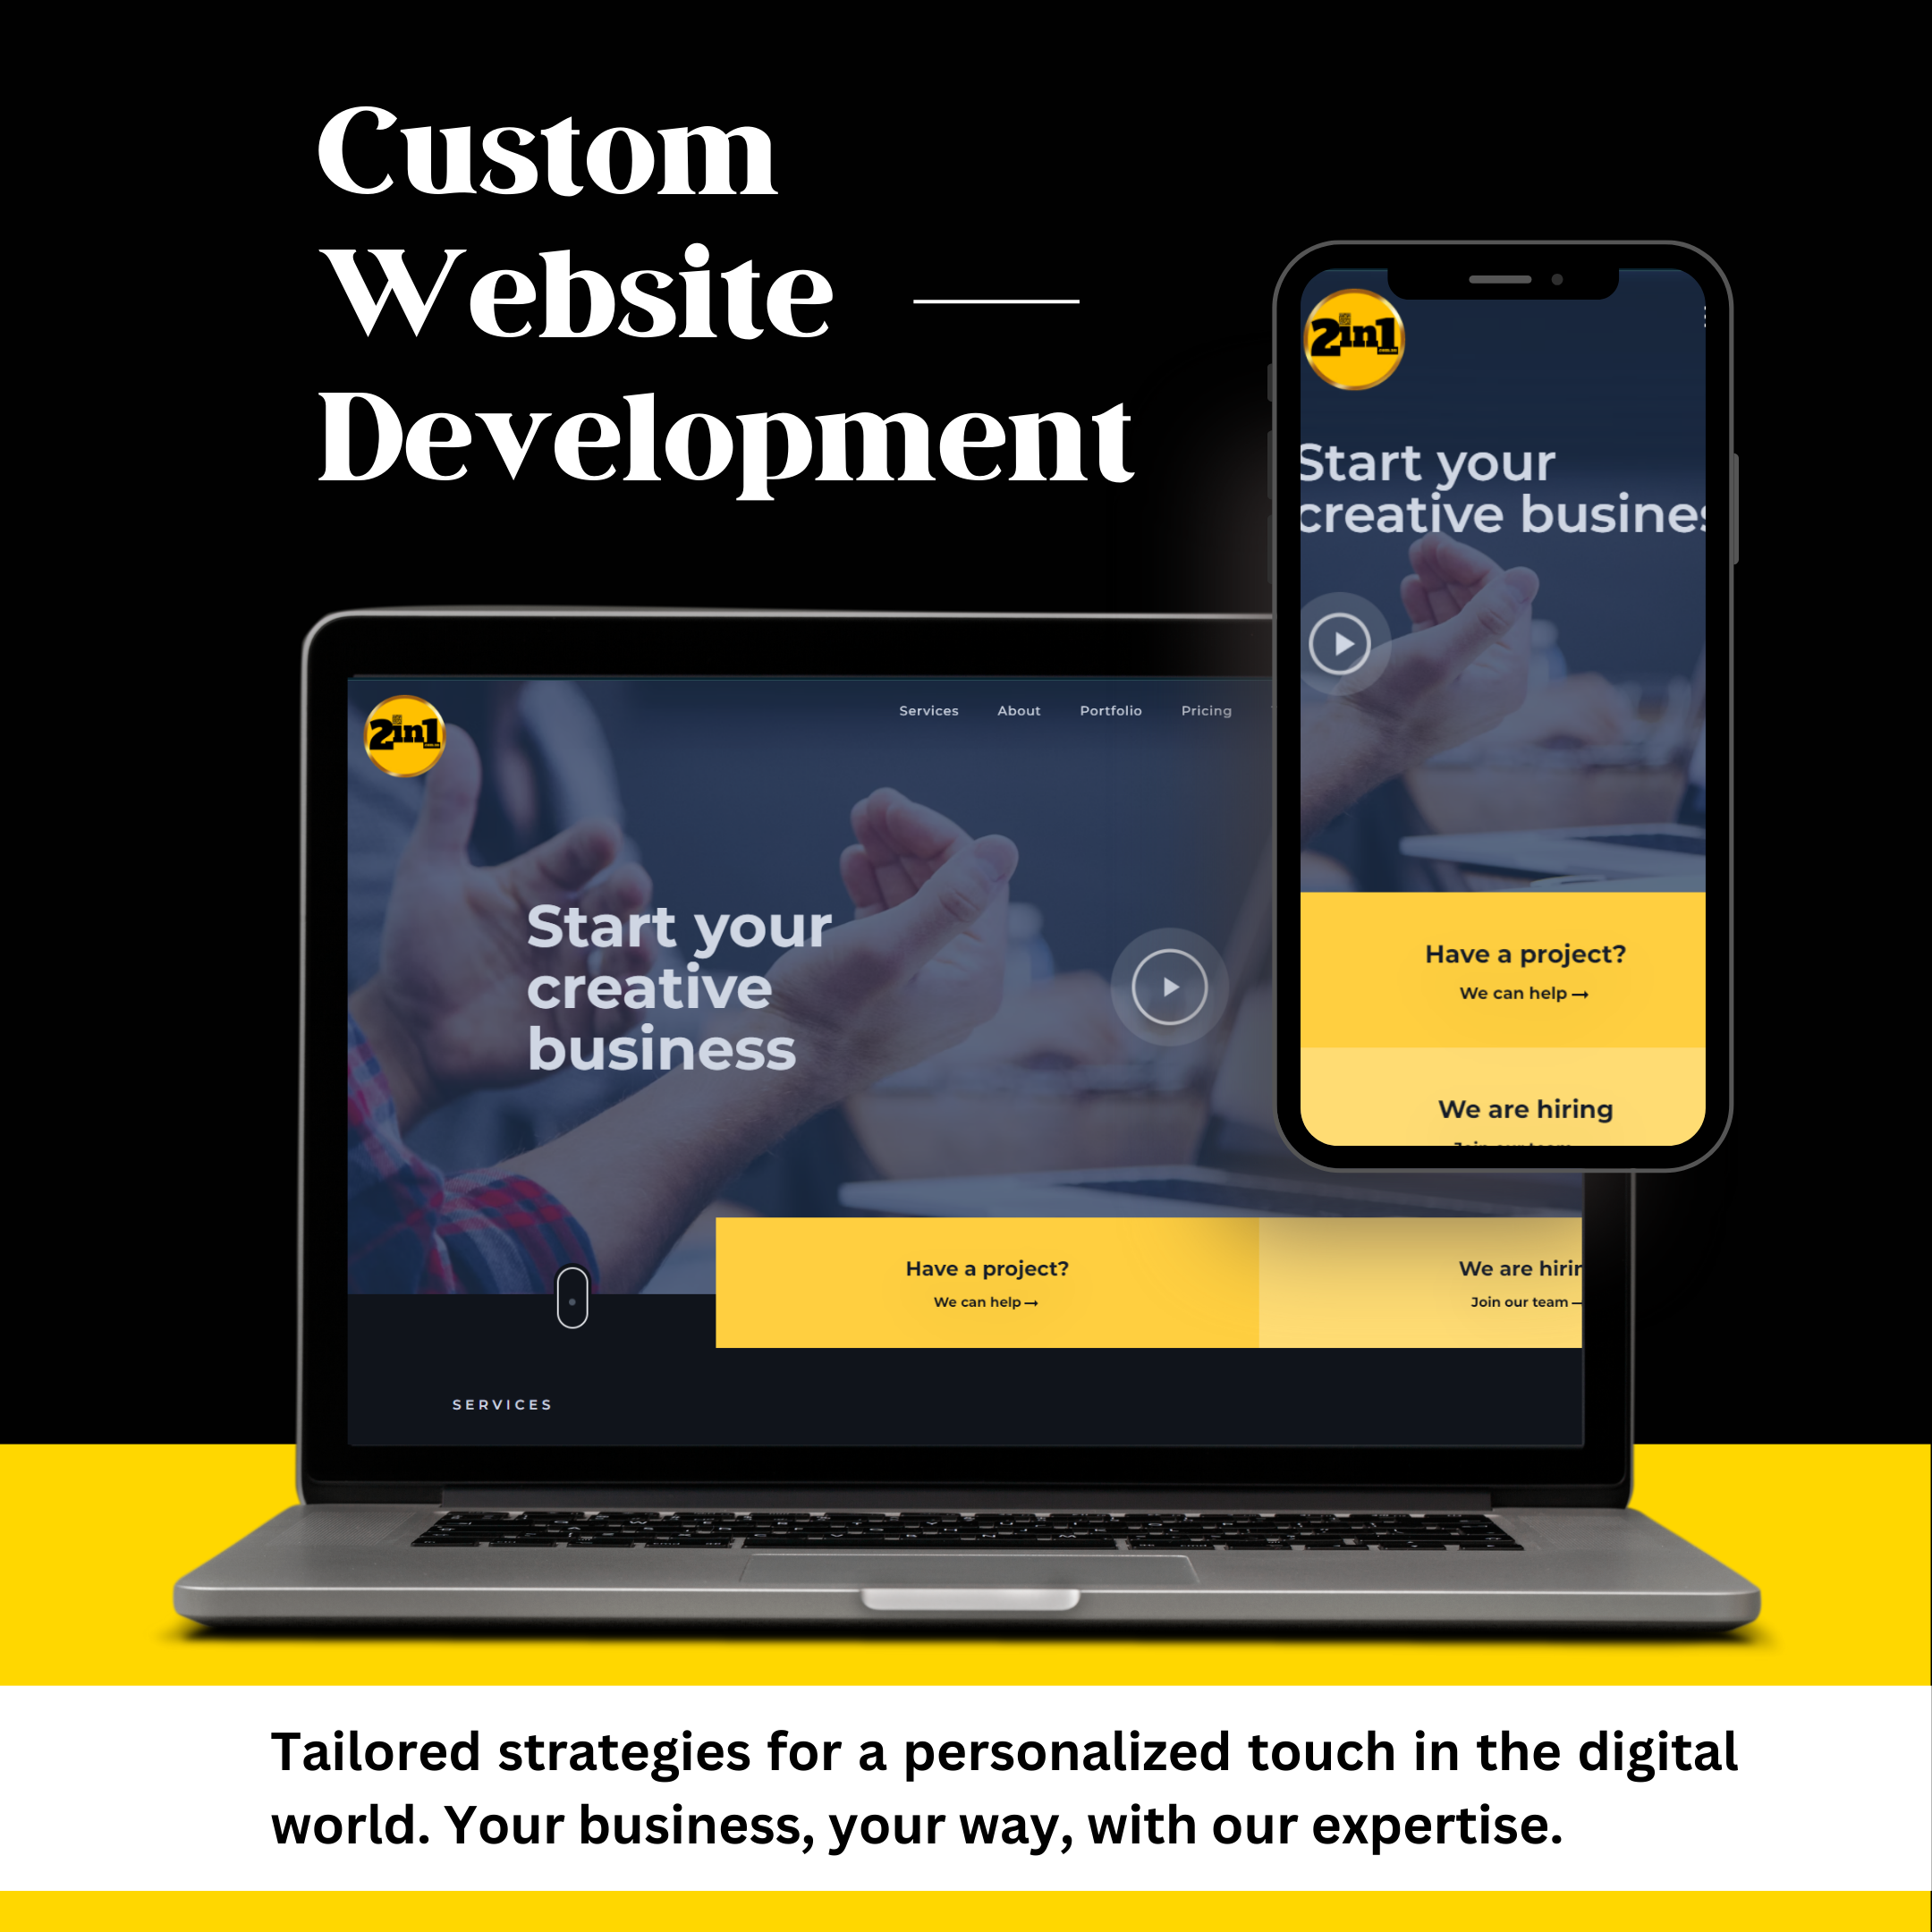 Custom
Website
Development
2in1
Start your
creative busines
Have a project?
We can help →
We are hiring
2in1
Services About Portfolio Pricing
Start your
creative
business
Have a project?
We can help →
We are hirin
Join our team
SERVICES
Tailored strategies for a personalized touch in the digital
world. Your business, your way, with our expertise.